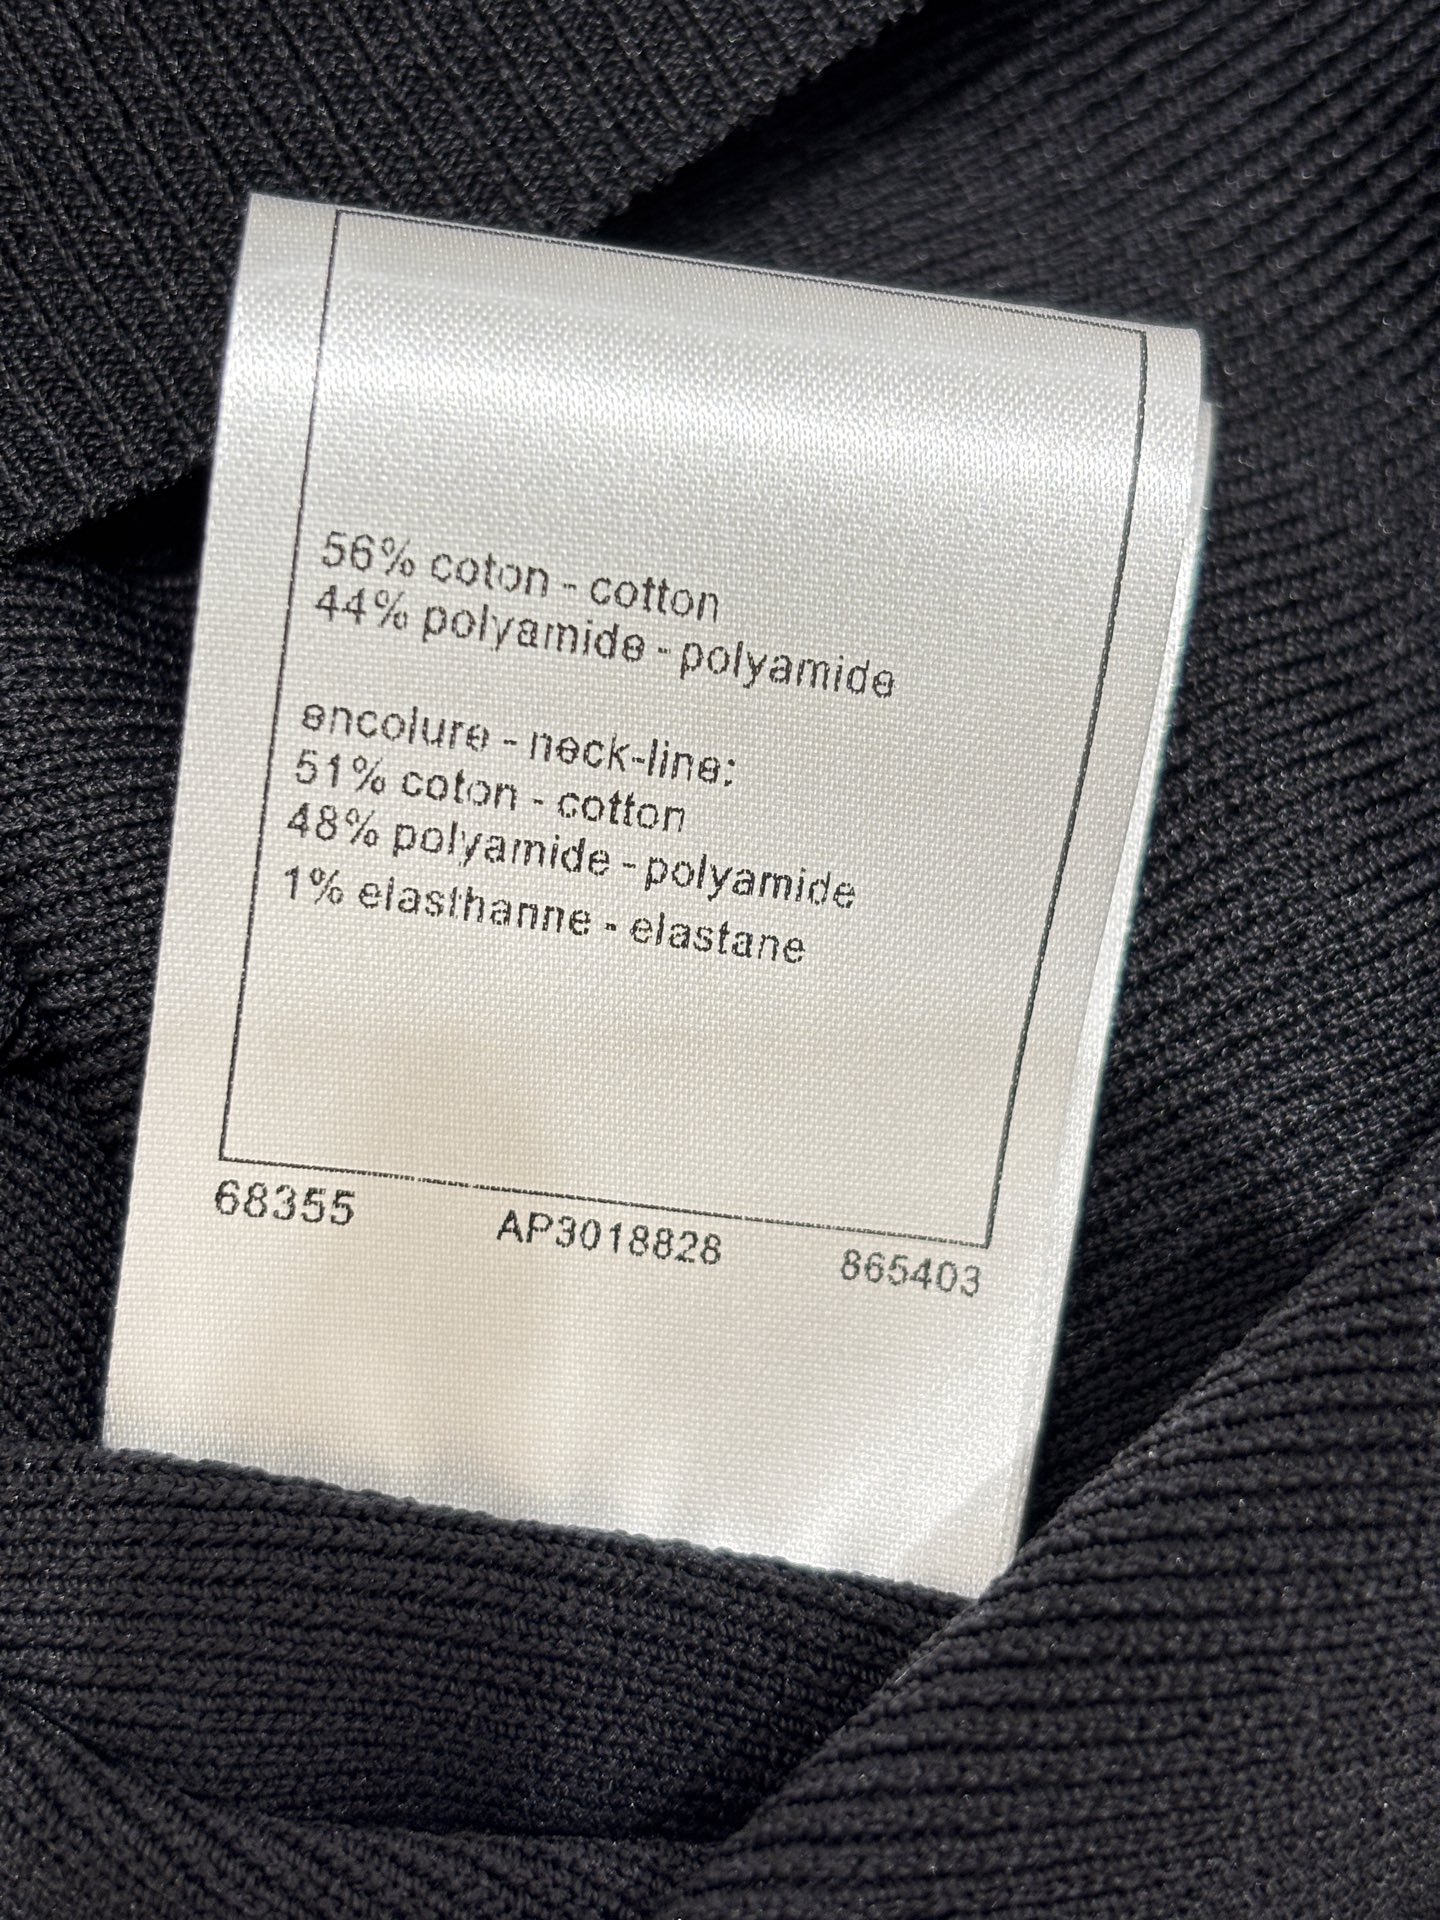 56% coton - cotton
44% polyamide - polyamide
encolure - neck-line:
51% coton - cotton
48% polyamide - polyamide
1% elasthanne - elastane
68355 AP3018828 865403